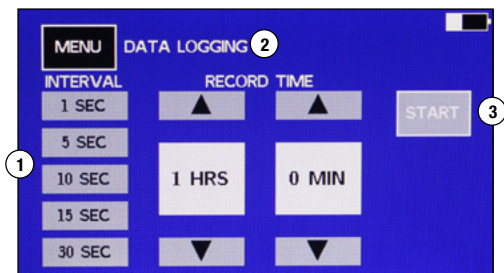 MENU DATA LOGGING 2
INTERVAL RECORD TIME
1 SEC
START 3
5 SEC
1
10 SEC 1 HRS 0 MIN
15 SEC
30 SEC